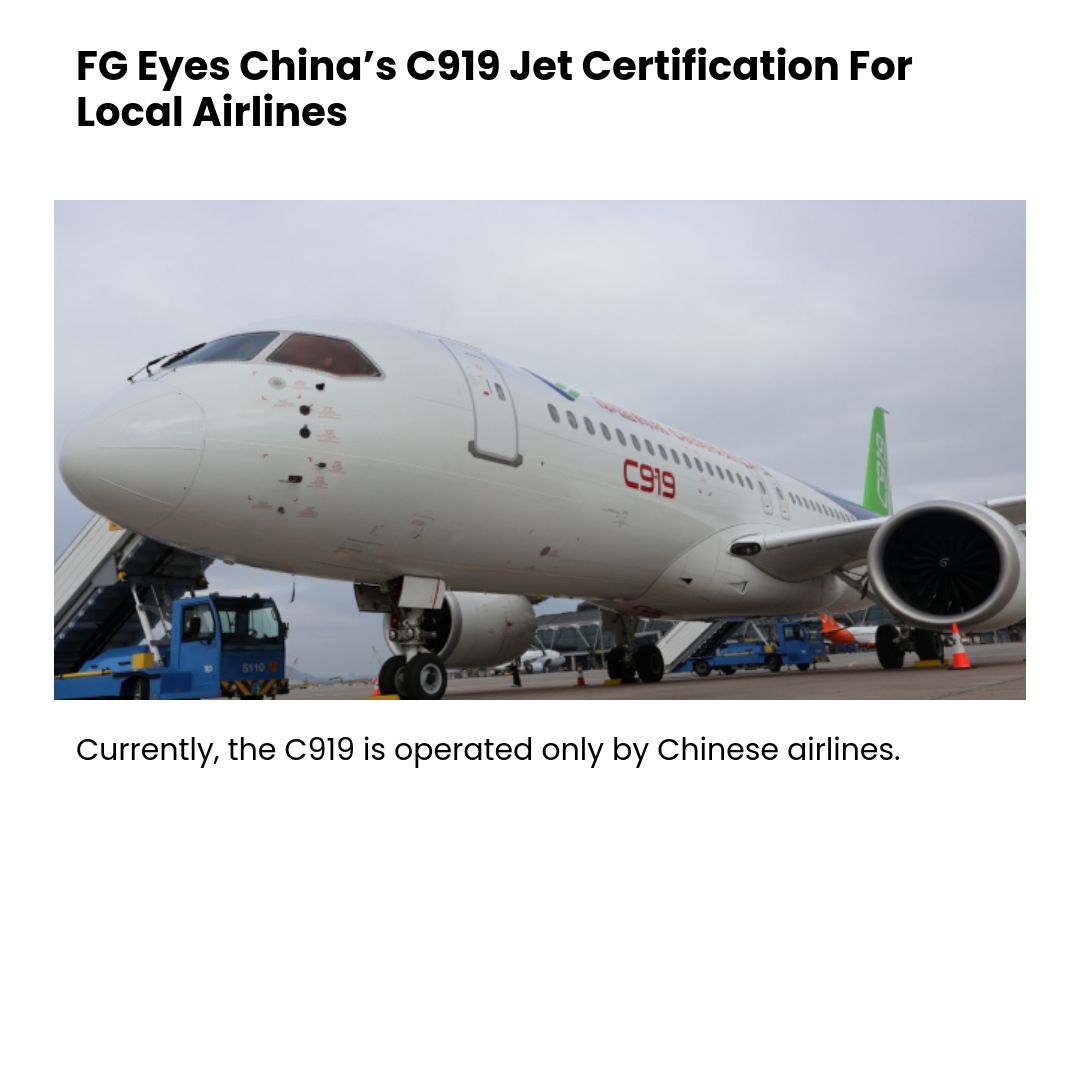 FG Eyes China’s C919 Jet Certification For
Local Airlines
C919
C919
S110
Currently, the C919 is operated only by Chinese airlines.